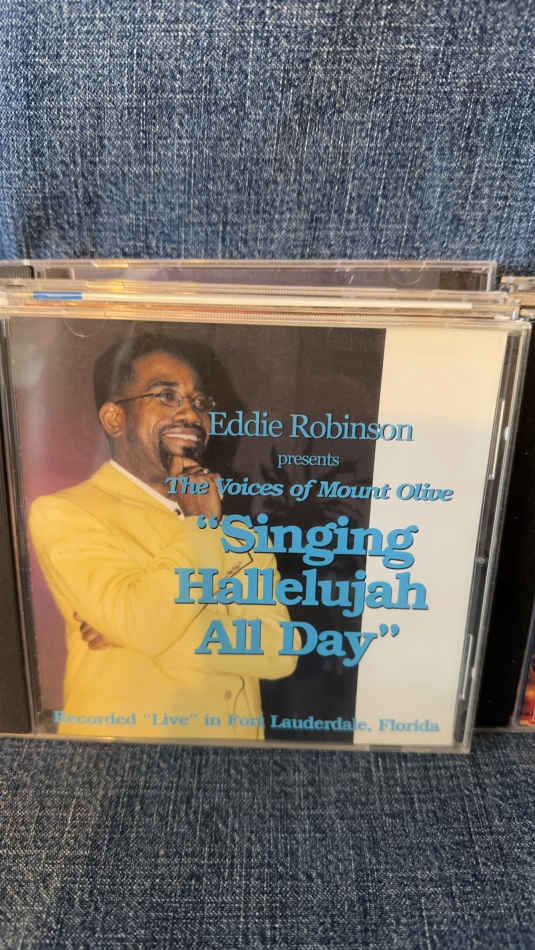 Eddie Robinson
presents
The Voices of Mount Olive
“Singing
Hallelujah
All Day”
Recorded "Live" in Fort Lauderdale, Florida